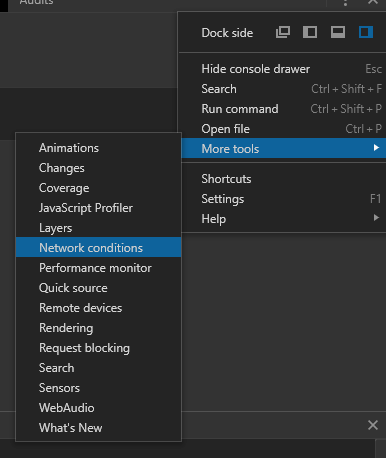 Audits
Dock side
Hide console drawer Esc
Search Ctrl + Shift + F
Run command Ctrl + Shift + P
Open file Ctrl + P
More tools
Shortcuts
Settings F1
Help
Animations
Changes
Coverage
JavaScript Profiler
Layers
Network conditions
Performance monitor
Quick source
Remote devices
Rendering
Request blocking
Search
Sensors
WebAudio
What's New